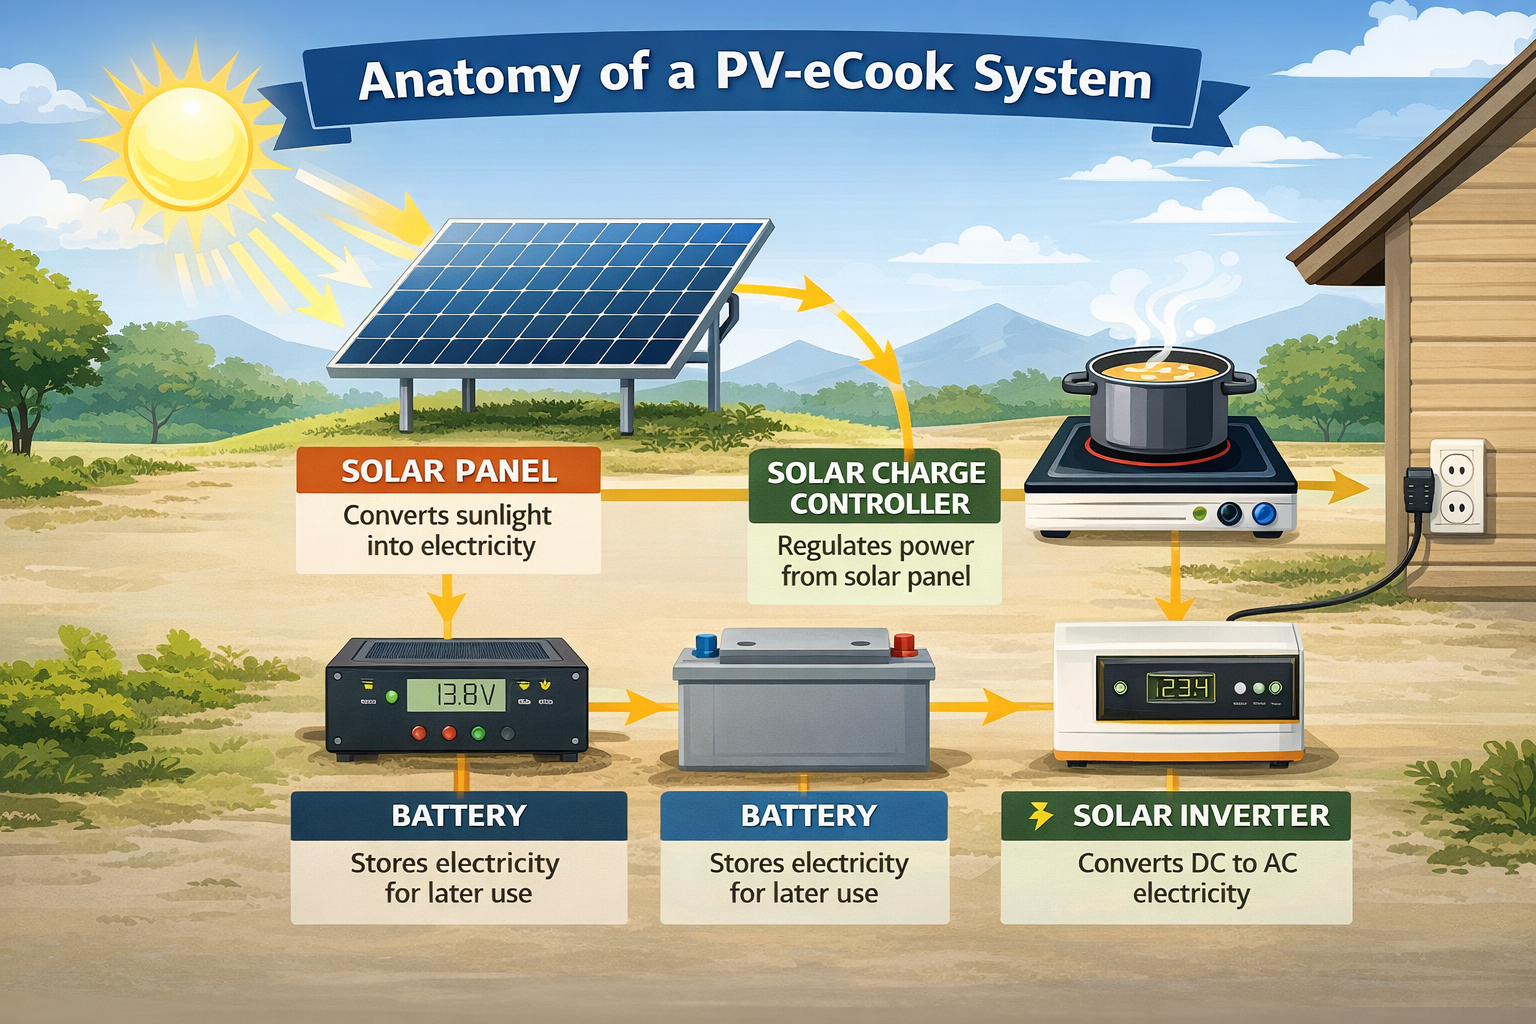 Anatomy of a PV-eCook System
SOLAR PANEL
Converts sunlight
into electricity
SOLAR CHARGE
CONTROLLER
Regulates power
from solar panel
13.8V
123.4
BATTERY
Stores electricity
for later use
BATTERY
Stores electricity
for later use
SOLAR INVERTER
Converts DC to AC
electricity